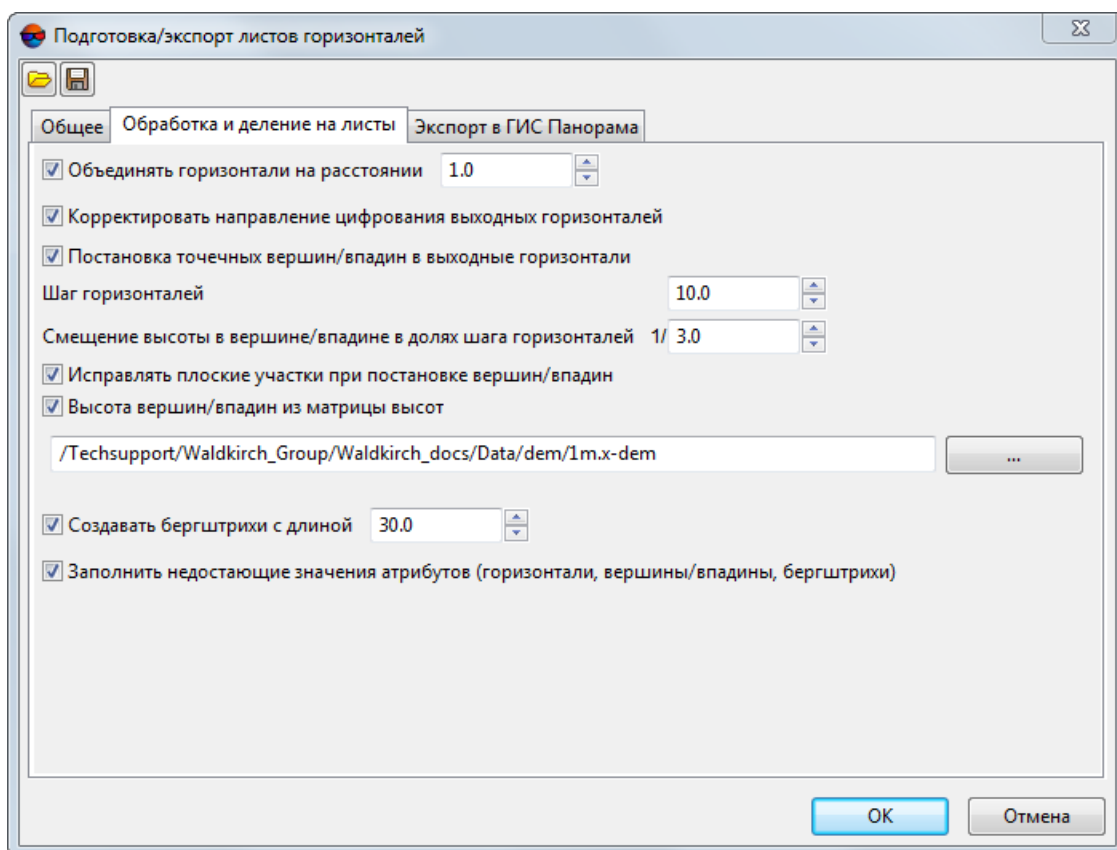 Подготовка/экспорт листов горизонталей
Общее Обработка и деление на листы Экспорт в ГИС Панорама
Объединять горизонтали на расстоянии 1.0
Корректировать направление цифрования выходных горизонталей
Постановка точечных вершин/впадин в выходные горизонтали
Шаг горизонталей 10.0
Смещение высоты в вершине/впадине в долях шага горизонталей 1/ 3.0
Исправлять плоские участки при постановке вершин/впадин
Высота вершин/впадин из матрицы высот
/Techsupport/Waldkirch_Group/Waldkirch_docs/Data/dem/1m.x-dem ...
Создавать бергштрихи с длиной 30.0
Заполнить недостающие значения атрибутов (горизонтали, вершины/впадины, бергштрихи)
OK Отмена